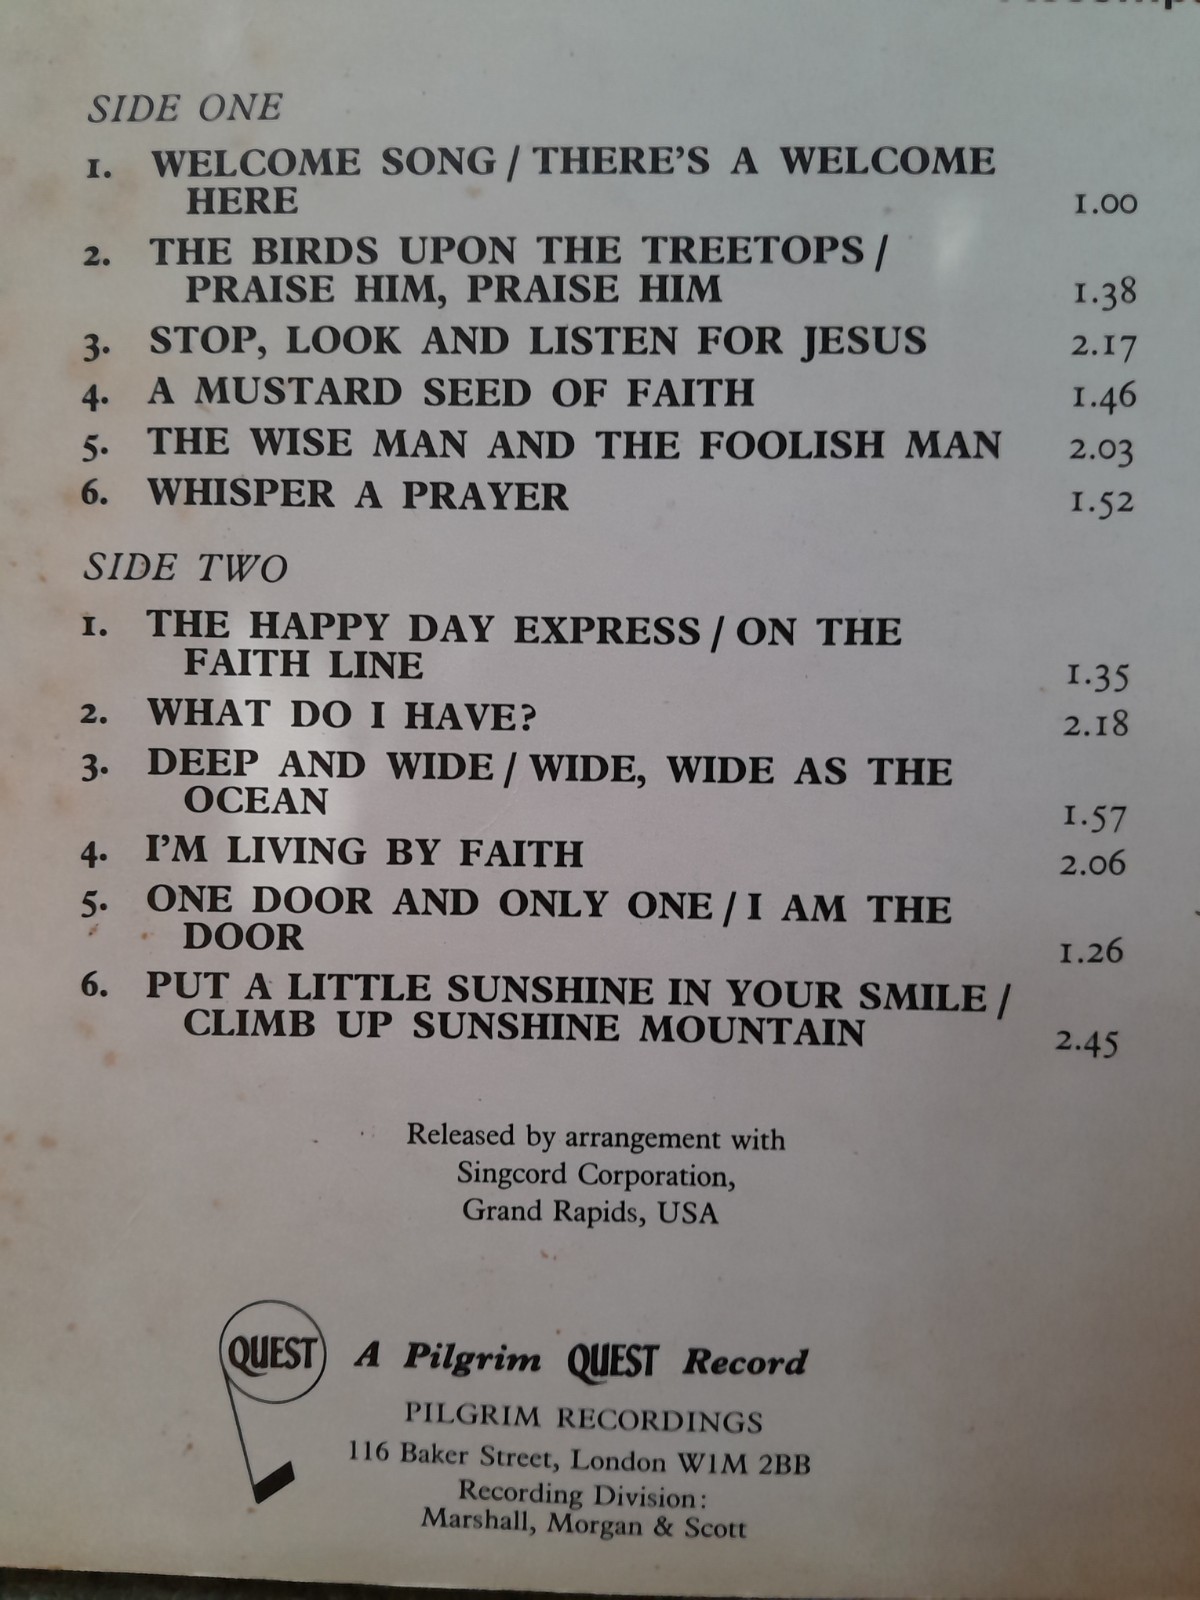 SIDE ONE
1. WELCOME SONG / THERE'S A WELCOME
HERE 1.00
2. THE BIRDS UPON THE TREETOPS /
PRAISE HIM, PRAISE HIM 1.38
3. STOP, LOOK AND LISTEN FOR JESUS 2.17
4. A MUSTARD SEED OF FAITH 1.46
5. THE WISE MAN AND THE FOOLISH MAN 2.03
6. WHISPER A PRAYER 1.52
SIDE TWO
1. THE HAPPY DAY EXPRESS / ON THE
FAITH LINE 1.35
2. WHAT DO I HAVE? 2.18
3. DEEP AND WIDE / WIDE, WIDE AS THE
OCEAN 1.57
4. I'M LIVING BY FAITH 2.06
5. ONE DOOR AND ONLY ONE / I AM THE
DOOR 1.26
6. PUT A LITTLE SUNSHINE IN YOUR SMILE /
CLIMB UP SUNSHINE MOUNTAIN 2.45
Released by arrangement with
Singcord Corporation,
Grand Rapids, USA
QUEST A Pilgrim QUEST Record
PILGRIM RECORDINGS
116 Baker Street, London W1M 2BB
Recording Division:
Marshall, Morgan & Scott